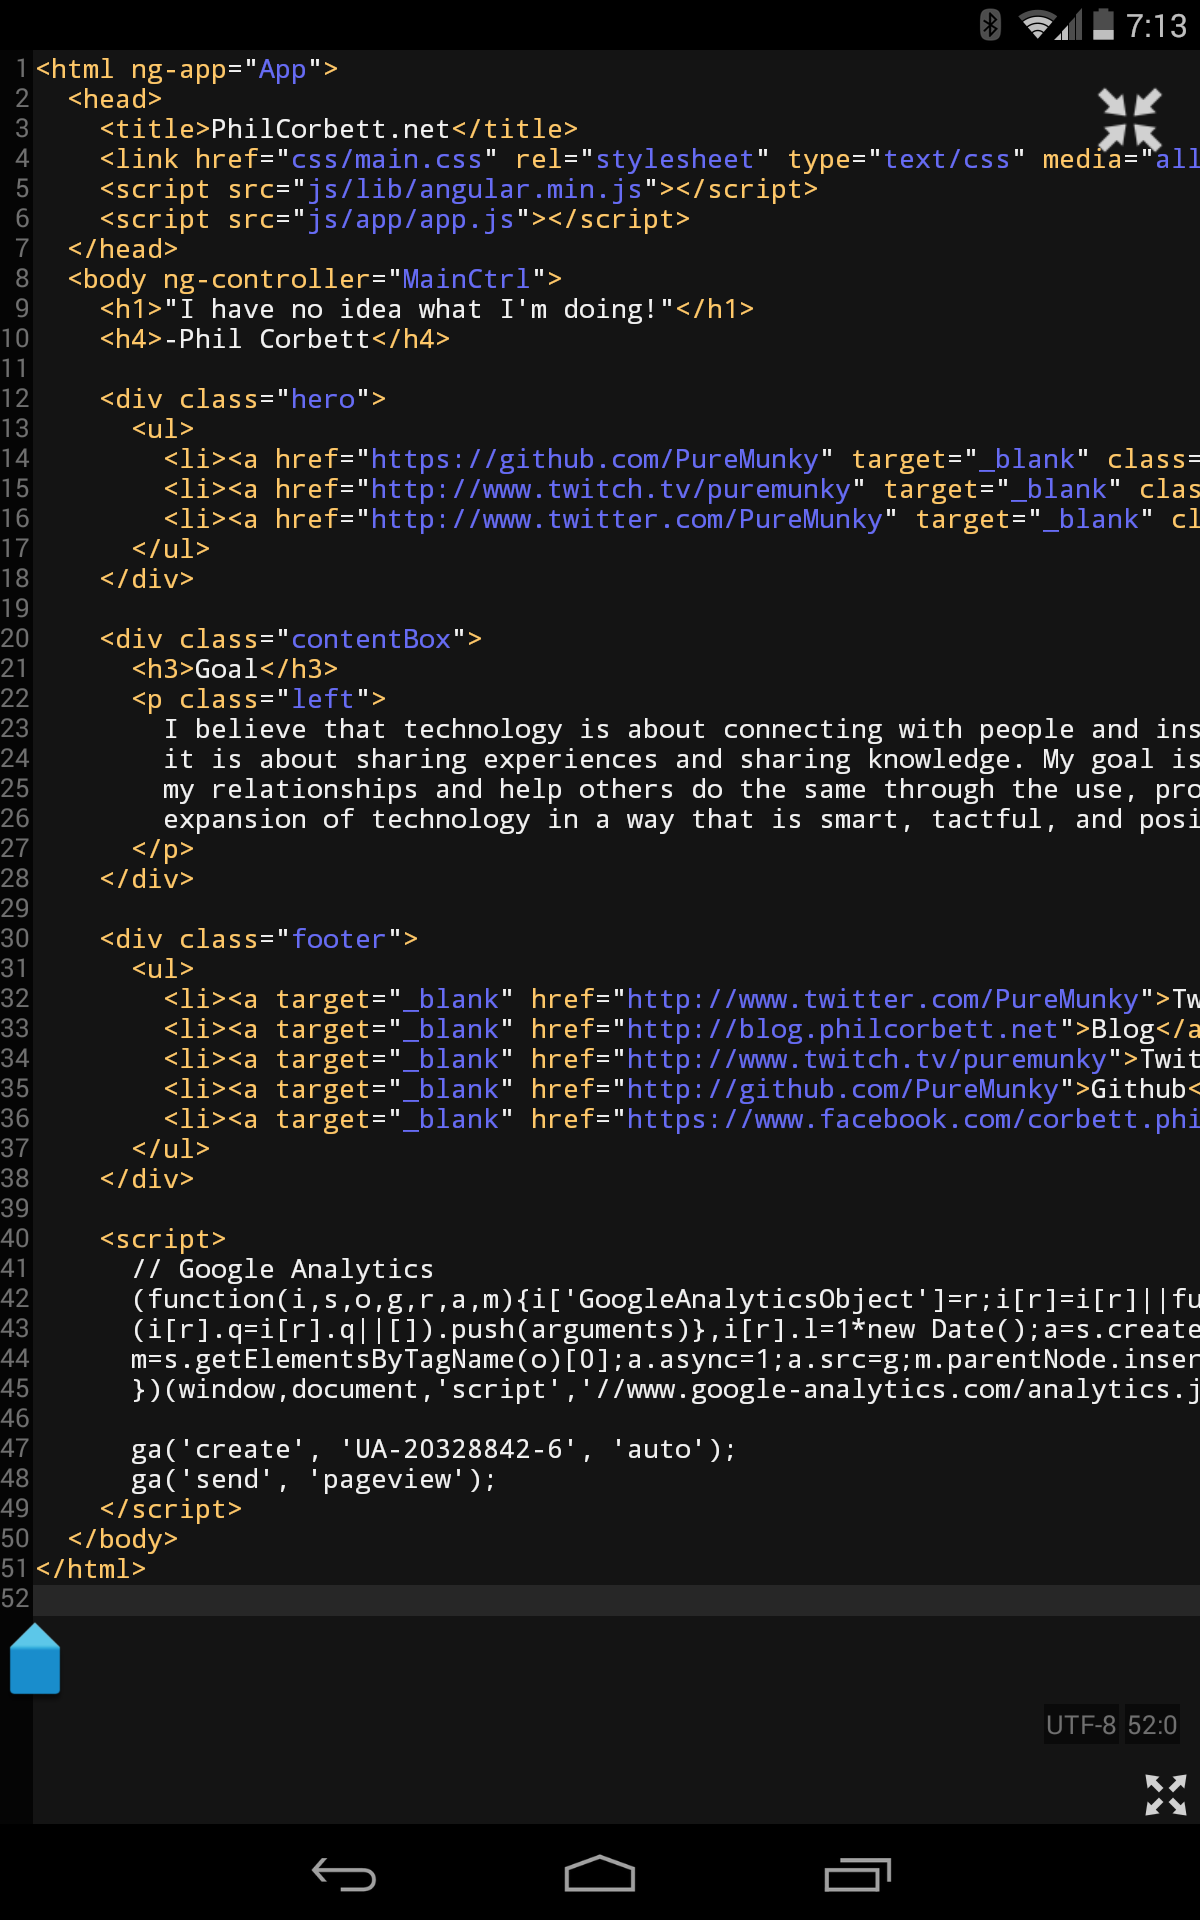 7:13
1 <html ng-app="App">
2 <head>
3 <title>PhilCorbett.net</title>
4 <link href="css/main.css" rel="stylesheet" type="text/css" media="all
5 <script src="js/lib/angular.min.js"></script>
6 <script src="js/app/app.js"></script>
7 </head>
8 <body ng-controller="MainCtrl">
9 <h1>"I have no idea what I'm doing!"</h1>
10 <h4>-Phil Corbett</h4>
11
12 <div class="hero">
13 <ul>
14 <li><a href="https://github.com/PureMunky" target="_blank" class=
15 <li><a href="http://www.twitch.tv/puremunky" target="_blank" clas
16 <li><a href="http://www.twitter.com/PureMunky" target="_blank" cl
17 </ul>
18 </div>
19
20 <div class="contentBox">
21 <h3>Goal</h3>
22 <p class="left">
23 I believe that technology is about connecting with people and ins
24 it is about sharing experiences and sharing knowledge. My goal is
25 my relationships and help others do the same through the use, pro
26 expansion of technology in a way that is smart, tactful, and posi
27 </p>
28 </div>
29
30 <div class="footer">
31 <ul>
32 <li><a target="_blank" href="http://www.twitter.com/PureMunky">Tw
33 <li><a target="_blank" href="http://blog.philcorbett.net">Blog</a
34 <li><a target="_blank" href="http://www.twitch.tv/puremunky">Twit
35 <li><a target="_blank" href="http://github.com/PureMunky">Github<
36 <li><a target="_blank" href="https://www.facebook.com/corbett.phi
37 </ul>
38 </div>
39
40 <script>
41 // Google Analytics
42 (function(i,s,o,g,r,a,m){i['GoogleAnalyticsObject']=r;i[r]=i[r]||fu
43 (i[r].q=i[r].q||[]).push(arguments)},i[r].l=1*new Date();a=s.create
44 m=s.getElementsByTagName(o)[0];a.async=1;a.src=g;m.parentNode.inser
45 })(window,document,'script','//www.google-analytics.com/analytics.j
46
47 ga('create', 'UA-20328842-6', 'auto');
48 ga('send', 'pageview');
49 </script>
50 </body>
51 </html>
52
UTF-8 52:0